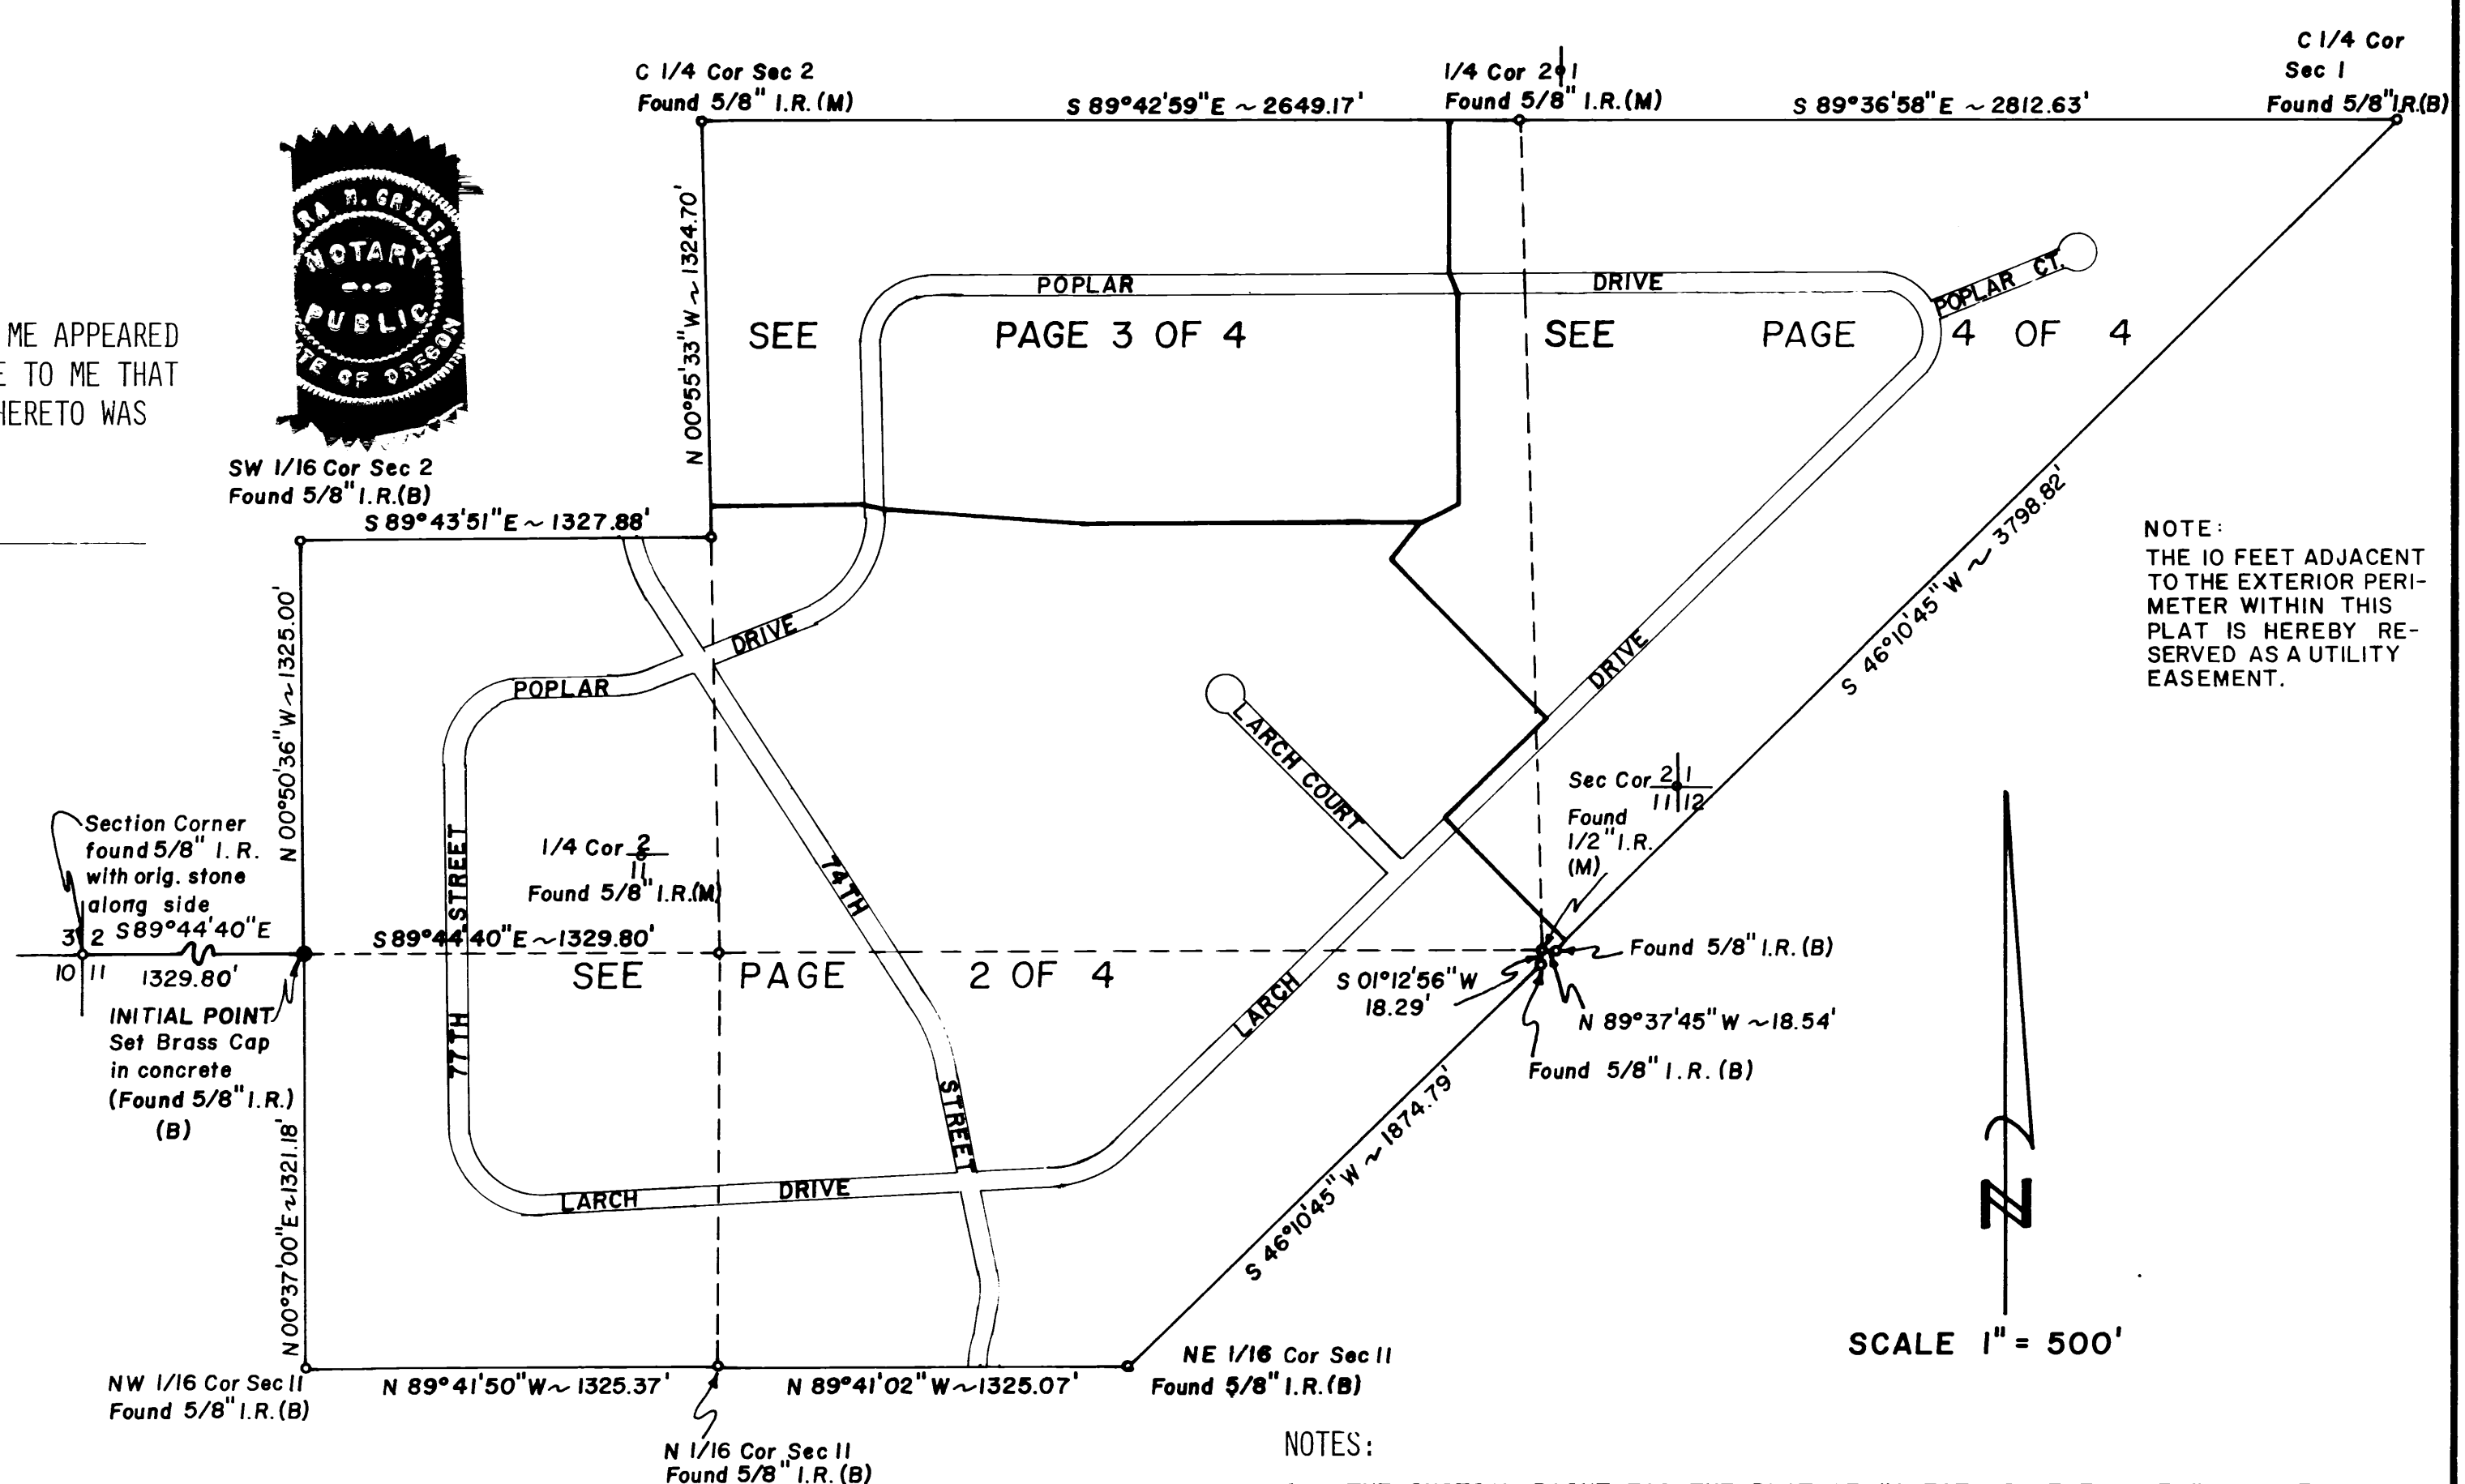 C 1/4 Cor Sec 2
Found 5/8" I.R. (M)
S 89°42'59"E ~ 2649.17'
1/4 Cor 2 1
Found 5/8" I.R.(M)
S 89°36'58"E ~ 2812.63'
C 1/4 Cor
Sec 1
Found 5/8" I.R.(B)
NOTARY
PUBLIC
OF OREGON
ME APPEARED
TO ME THAT
HERETO WAS
N 00°55'33"W ~ 1324.70'
POPLAR
DRIVE
POPLAR CT.
SEE PAGE 3 OF 4
SEE PAGE 4 OF 4
SW 1/16 Cor Sec 2
Found 5/8" I.R.(B)
S 89°43'51"E ~ 1327.88'
S 46°10'45"W ~ 3798.82'
NOTE:
THE 10 FEET ADJACENT
TO THE EXTERIOR PERI-
METER WITHIN THIS
PLAT IS HEREBY RE-
SERVED AS A UTILITY
EASEMENT.
N 00°50'36"W ~ 1325.00'
POPLAR
DRIVE
DRIVE
LARCH COURT
Section Corner
found 5/8" I.R.
with orig. stone
along side
S89°44'40"E
3 2
10 11
1329.80'
77TH STREET
1/4 Cor 2
11
Found 5/8" I.R.(M)
74TH
STREET
Sec Cor 2 1
11 12
Found
1/2" I.R.
(M)
S 89°44'40"E ~ 1329.80'
SEE PAGE 2 OF 4
Found 5/8" I.R. (B)
S 01°12'56"W
18.29'
N 89°37'45"W ~ 18.54'
Found 5/8" I.R. (B)
INITIAL POINT
Set Brass Cap
in concrete
(Found 5/8" I.R.)
(B)
LARCH
S 46°10'45"W ~ 1874.79'
N 00°37'00"E ~ 1321.18'
LARCH
DRIVE
N
SCALE 1" = 500'
NW 1/16 Cor Sec 11
Found 5/8" I.R.(B)
N 89°41'50"W ~ 1325.37'
N 89°41'02"W ~ 1325.07'
NE 1/16 Cor Sec 11
Found 5/8" I.R.(B)
N 1/16 Cor Sec 11
Found 5/8" I.R.(B)
NOTES: